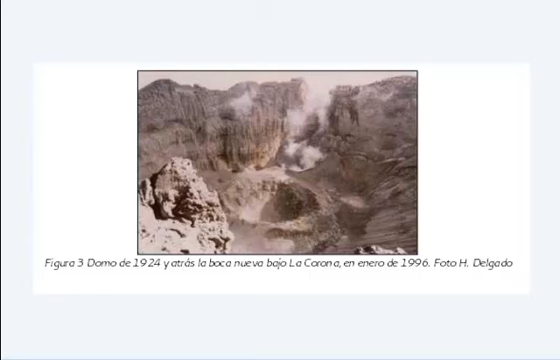 Figura 3 Domo de 1924 y atrás la boca nueva bajo La Corona, en enero de 1996. Foto H. Delgado